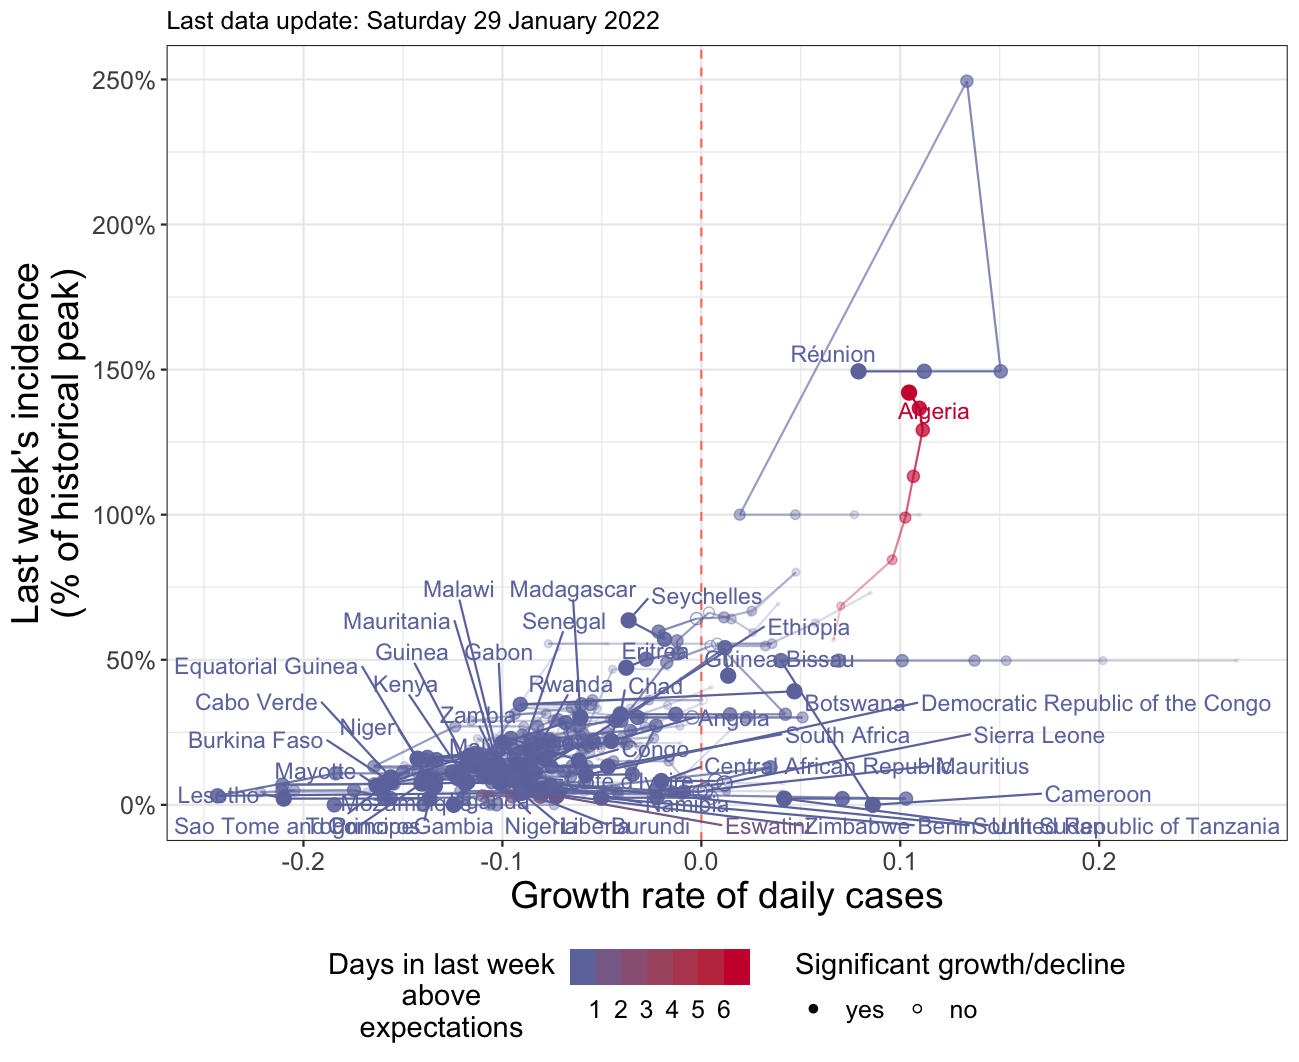 Last data update: Saturday 29 January 2022
Last week's incidence
(% of historical peak)
250%
200%
150%
100%
50%
0%
Réunion
Algeria
Malawi
Madagascar
Seychelles
Mauritania
Senegal
Ethiopia
Guinea
Gabon
Eritrea
Guinea-Bissau
Equatorial Guinea
Kenya
Rwanda
Chad
Cabo Verde
Botswana
Democratic Republic of the Congo
Zambia
Angola
Niger
Burkina Faso
South Africa
Sierra Leone
Mali
Congo
Mayotte
Central African Republic
Mauritius
Lesotho
Mozambique
Uganda
Namibia
Cameroon
Sao Tome and Principe
Togo
Comoros
Gambia
Nigeria
Liberia
Burundi
Eswatini
Zimbabwe
Benin
South Sudan
United Republic of Tanzania
-0.2
-0.1
0.0
0.1
0.2
Growth rate of daily cases
Days in last week
above
expectations
1 2 3 4 5 6
Significant growth/decline
yes
no